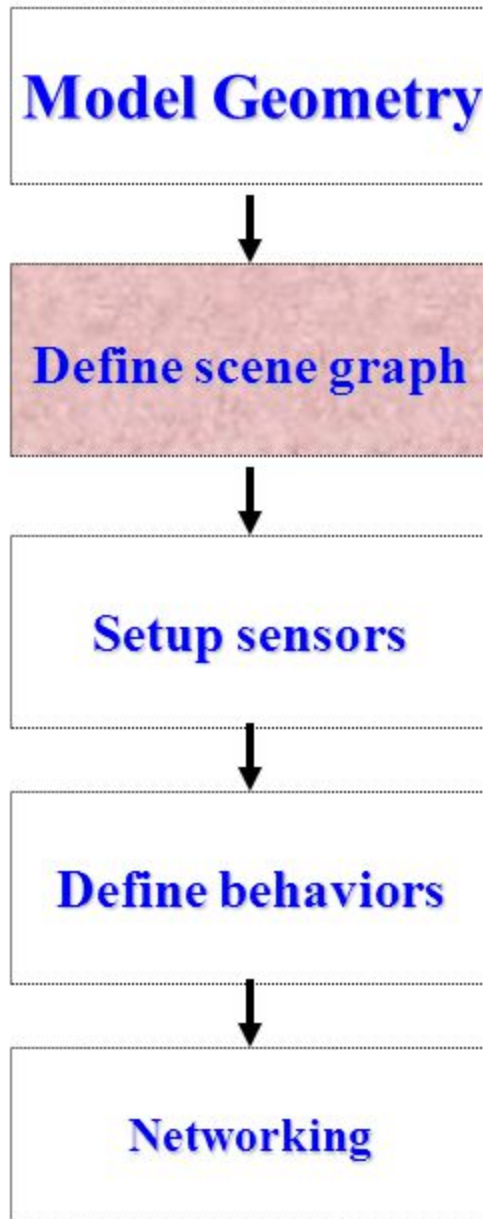 Model Geometry
Define scene graph
Setup sensors
Define behaviors
Networking